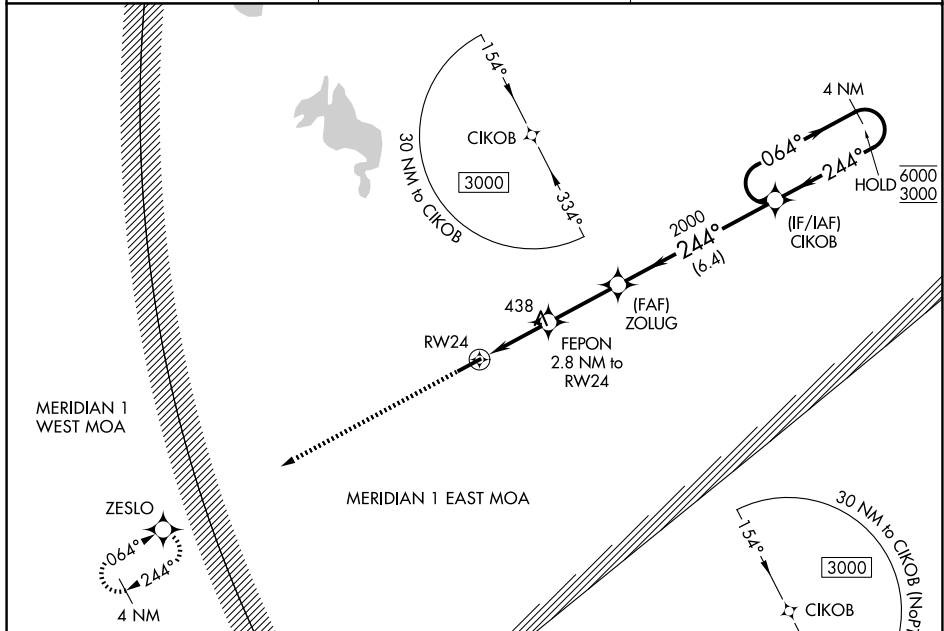 154°
CIKOB
3000
334°
30 NM to CIKOB
4 NM
064°
244°
HOLD 6000
3000
(IF/IAF)
CIKOB
2000
244°
(6.4)
(FAF)
ZOLUG
438
FEPON
2.8 NM to
RW24
RW24
MERIDIAN 1
WEST MOA
MERIDIAN 1 EAST MOA
ZESLO
064°
244°
4 NM
30 NM to CIKOB (NoP
154°
3000
CIKOB